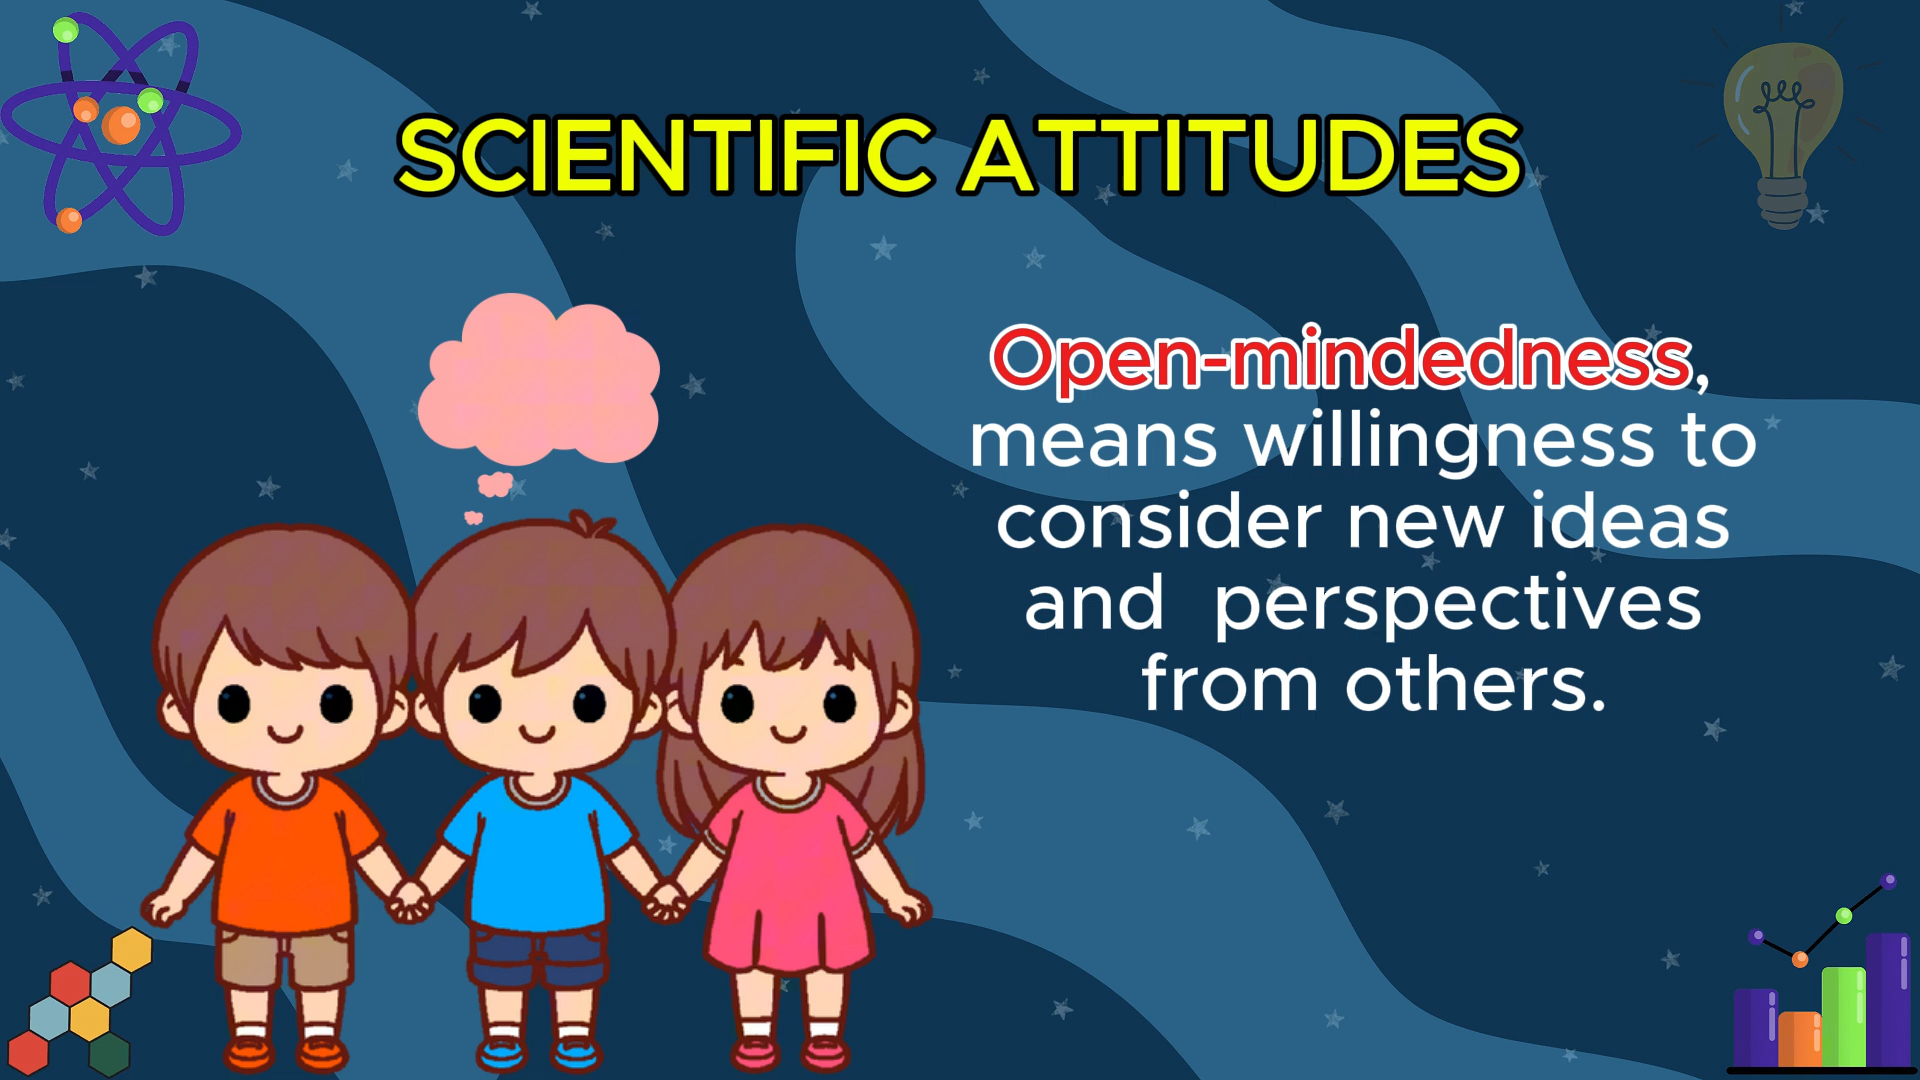 SCIENTIFIC ATTITUDES
Open-mindedness,
means willingness to
consider new ideas
and  perspectives
from others.